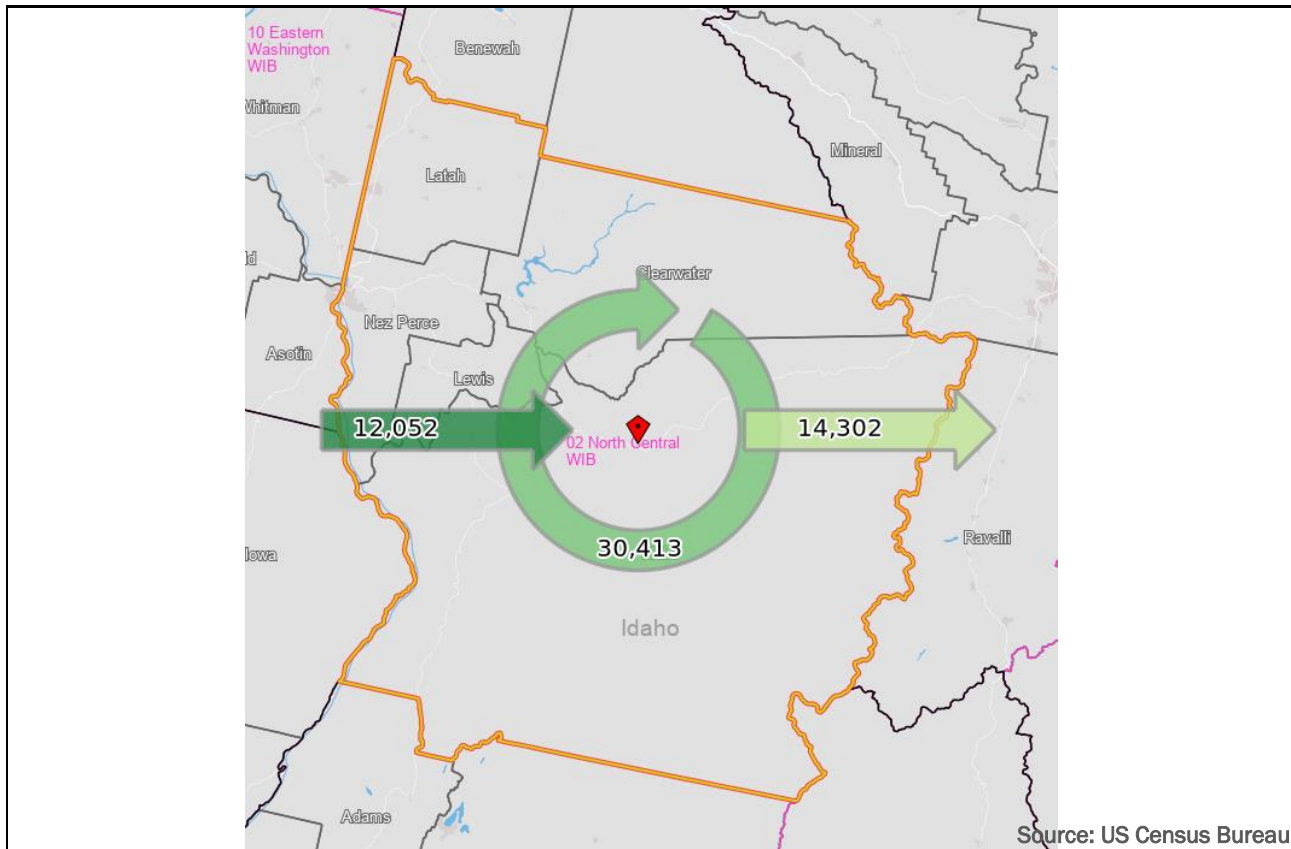 10 Eastern
Washington
WIB
Benewah
Whitman
Mineral
Latah
Clearwater
Nez Perce
Asotin
Lewis
12,052
14,302
02 North Central
WIB
30,413
Ravalli
Idaho
Adams
Source: US Census Bureau